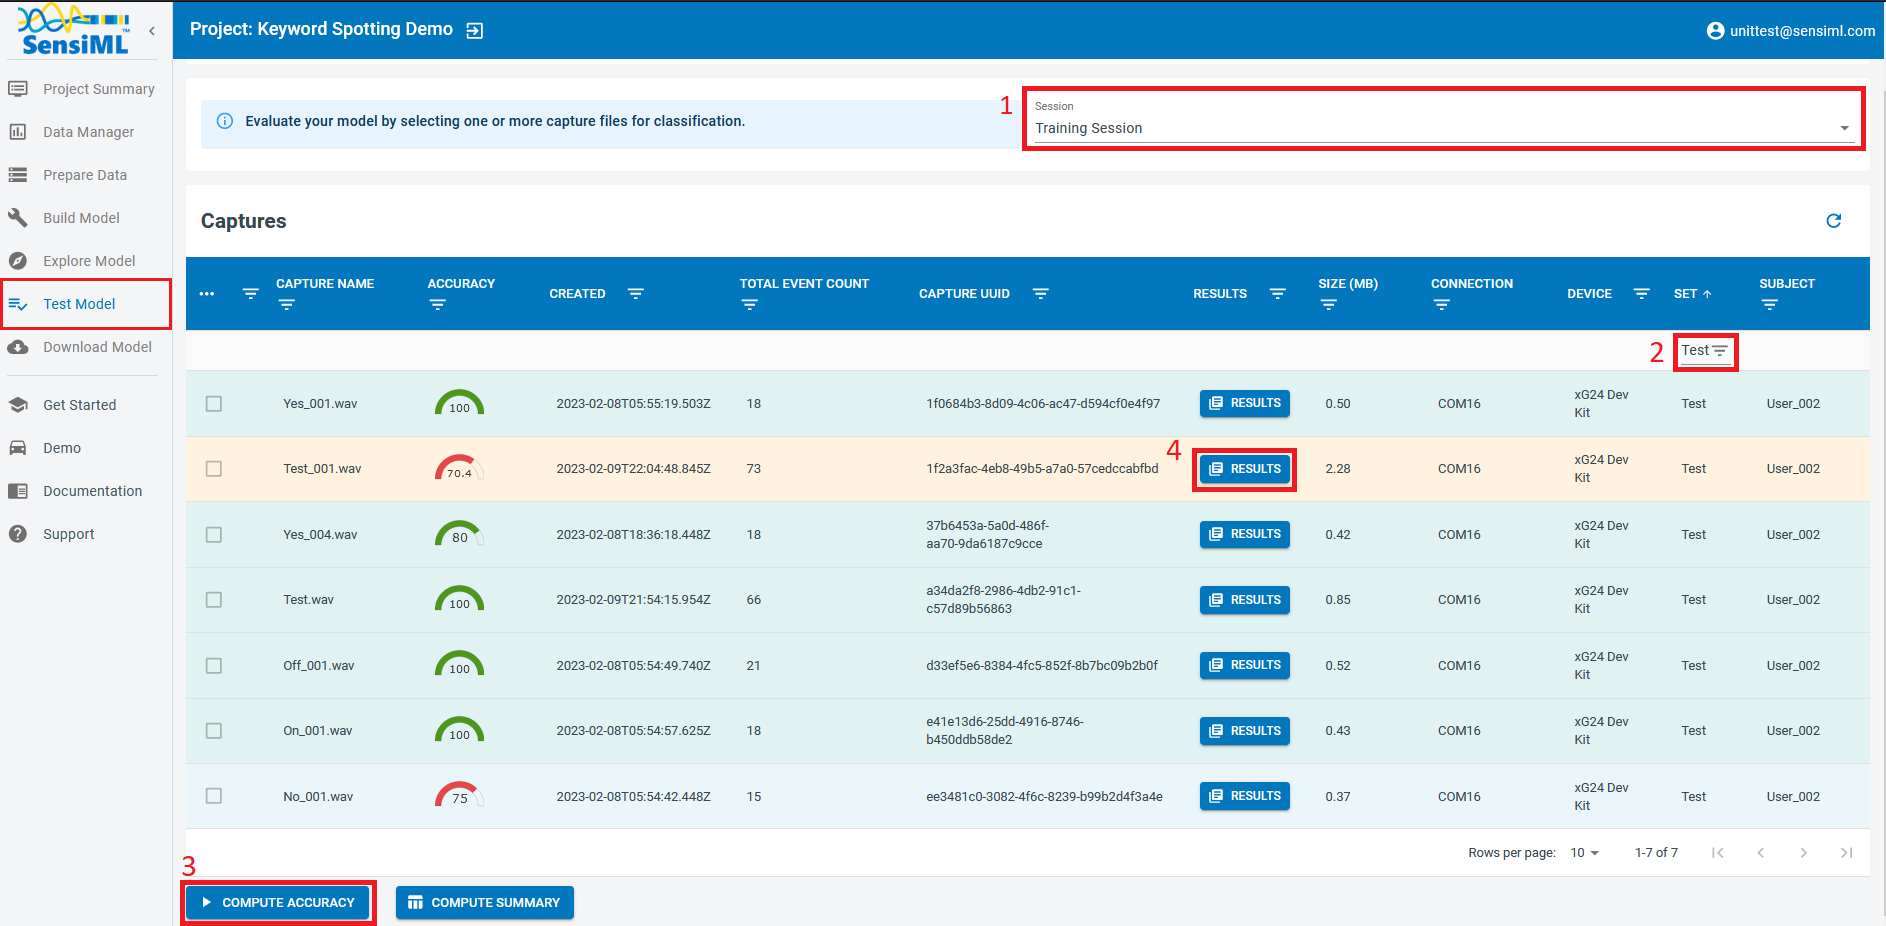 SensiML™
Project: Keyword Spotting Demo
unittest@sensiml.com
Project Summary
Data Manager
Prepare Data
Build Model
Explore Model
Test Model
Download Model
Get Started
Demo
Documentation
Support
Evaluate your model by selecting one or more capture files for classification.
1
Session
Training Session
Captures
... CAPTURE NAME ACCURACY CREATED TOTAL EVENT COUNT CAPTURE UUID RESULTS SIZE (MB) CONNECTION DEVICE SET SUBJECT
2 Test
Yes_001.wav 100 2023-02-08T05:55:19.503Z 18 1f0684b3-8d09-4c06-ac47-d594cf0e4f97 RESULTS 0.50 COM16 xG24 Dev Test User_002
Kit
4
Test_001.wav 70.4 2023-02-09T22:04:48.845Z 73 1f2a3fac-4eb8-49b5-a7a0-57cedccabfbd RESULTS 2.28 COM16 xG24 Dev Test User_002
Kit
Yes_004.wav 80 2023-02-08T18:36:18.448Z 18 37b6453a-5a0d-486f- RESULTS 0.42 COM16 xG24 Dev Test User_002
aa70-9da6187c9cce Kit
Test.wav 100 2023-02-09T21:54:15.954Z 66 a34da2f8-2986-4db2-91c1- RESULTS 0.85 COM16 xG24 Dev Test User_002
c57d89b56863 Kit
Off_001.wav 100 2023-02-08T05:54:49.740Z 21 d33ef5e6-8384-4fc5-852f-8b7bc09b2b0f RESULTS 0.52 COM16 xG24 Dev Test User_002
Kit
On_001.wav 100 2023-02-08T05:54:57.625Z 18 e41e13d6-25dd-4916-8746- RESULTS 0.43 COM16 xG24 Dev Test User_002
b450ddb58de2 Kit
No_001.wav 75 2023-02-08T05:54:42.448Z 15 ee3481c0-3082-4f6c-8239-b99b2d4f3a4e RESULTS 0.37 COM16 xG24 Dev Test User_002
Kit
Rows per page: 10 1-7 of 7
3
COMPUTE ACCURACY COMPUTE SUMMARY